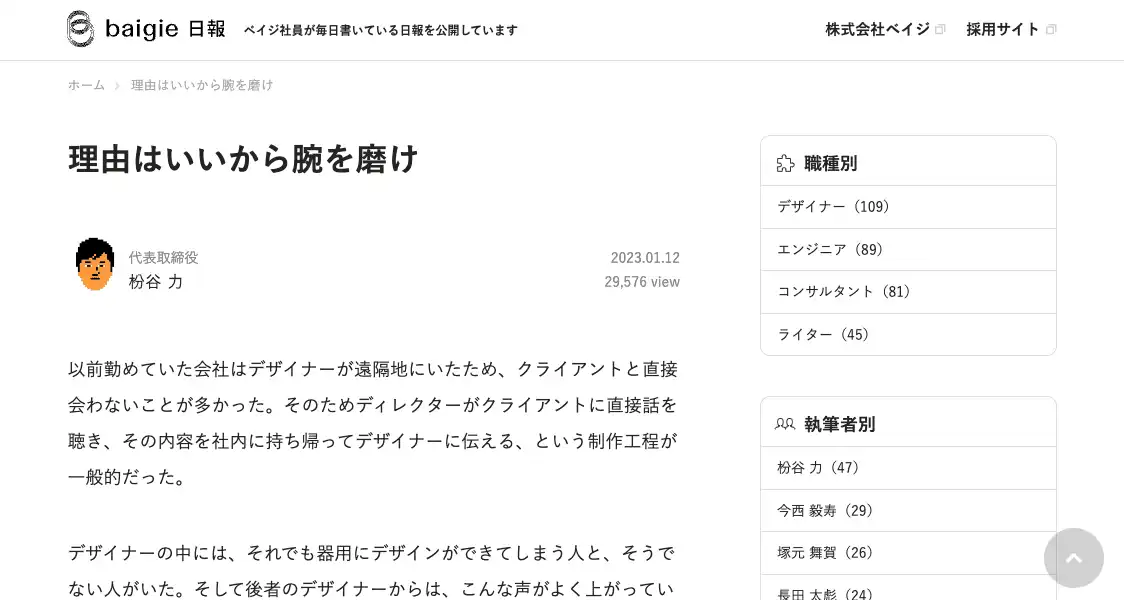 baigie 日報
ベイジ社員が毎日書いている日報を公開しています
株式会社ベイジ
採用サイト
ホーム
理由はいいから腕を磨け
理由はいいから腕を磨け
代表取締役
枌谷 力
2023.01.12
29,576 view
以前勤めていた会社はデザイナーが遠隔地にいたため、クライアントと直接
会わないことが多かった。そのためディレクターがクライアントに直接話を
聴き、その内容を社内に持ち帰ってデザイナーに伝える、という制作工程が
一般的だった。
デザイナーの中には、それでも器用にデザインができてしまう人と、そうで
ない人がいた。そして後者のデザイナーからは、こんな声がよく上がってい
職種別
デザイナー（109）
エンジニア（89）
コンサルタント（81）
ライター（45）
執筆者別
枌谷 力（47）
今西 毅寿（29）
塚元 舞賀（26）
長田 太彪（24）